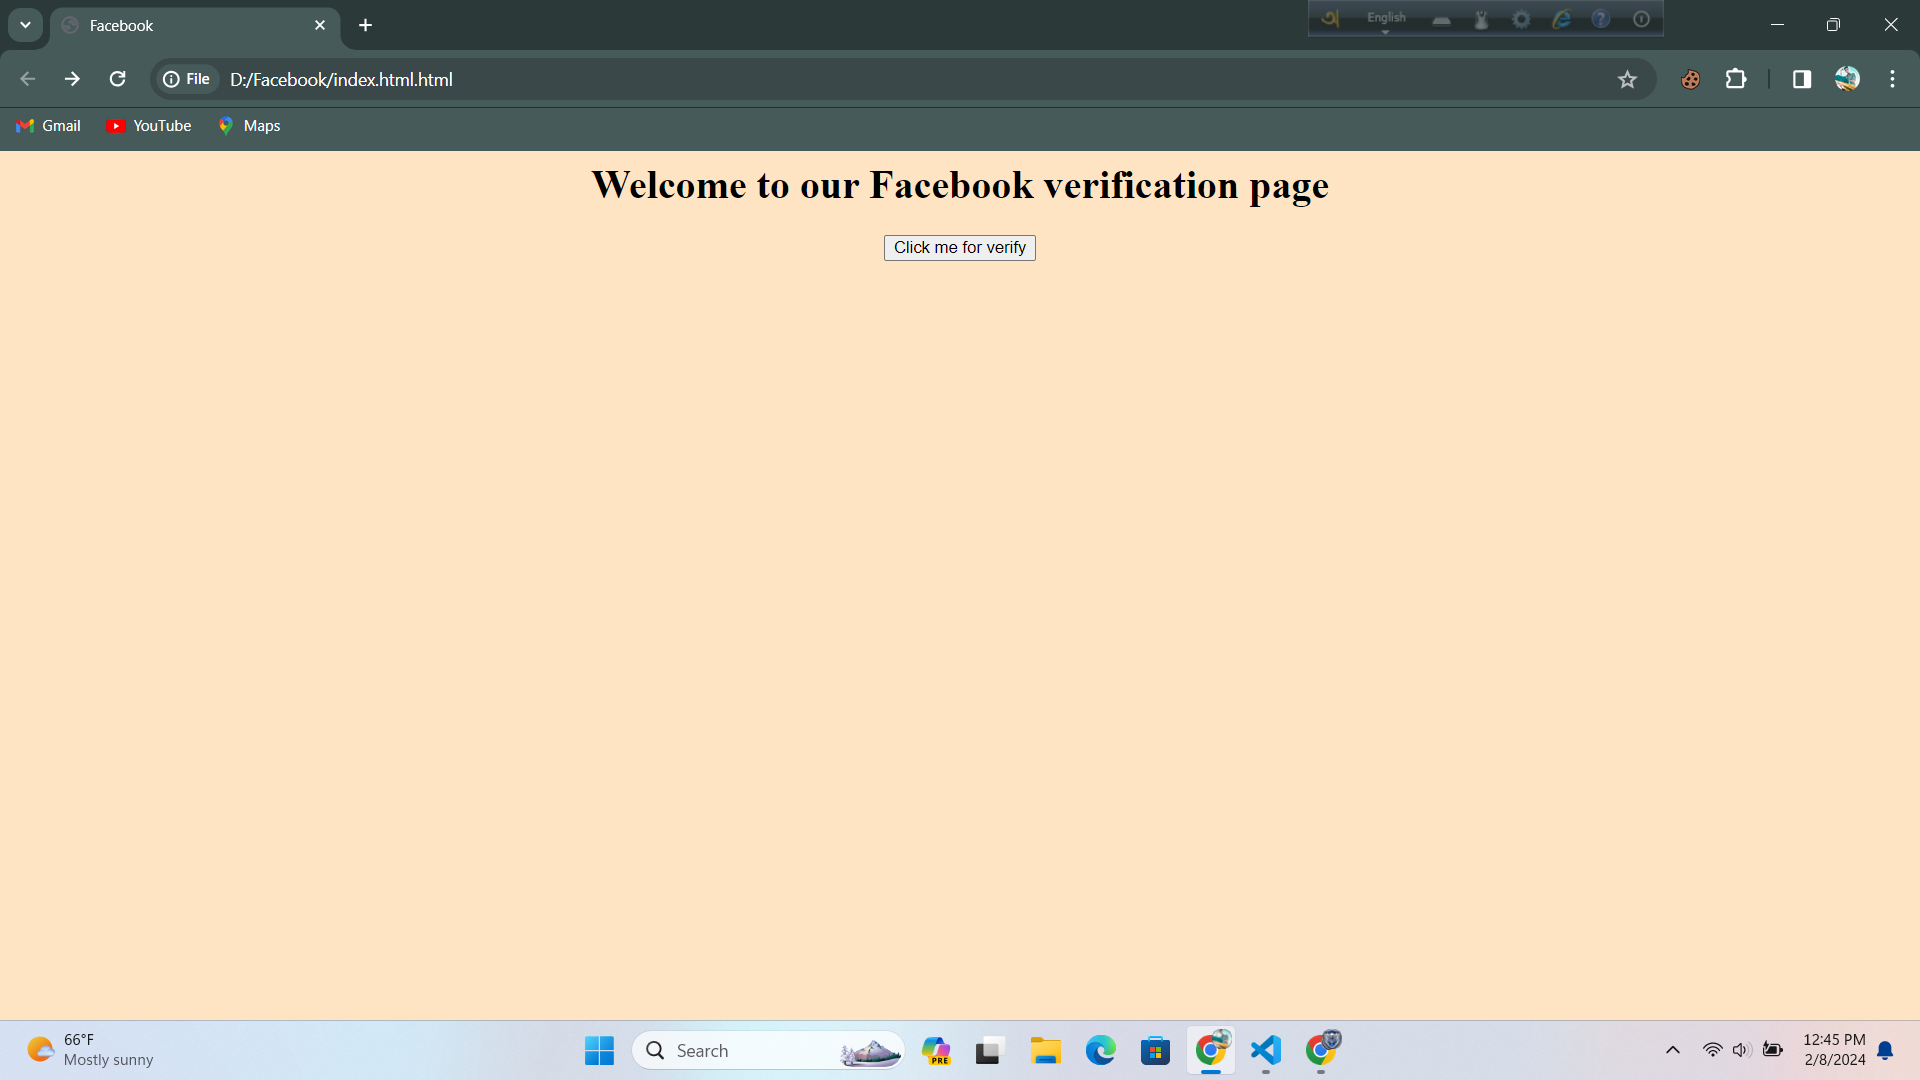 Facebook
অ English
File D:/Facebook/index.html.html
Gmail YouTube Maps
Welcome to our Facebook verification page
Click me for verify
66°F
Mostly sunny
Search
PRE
12:45 PM
2/8/2024